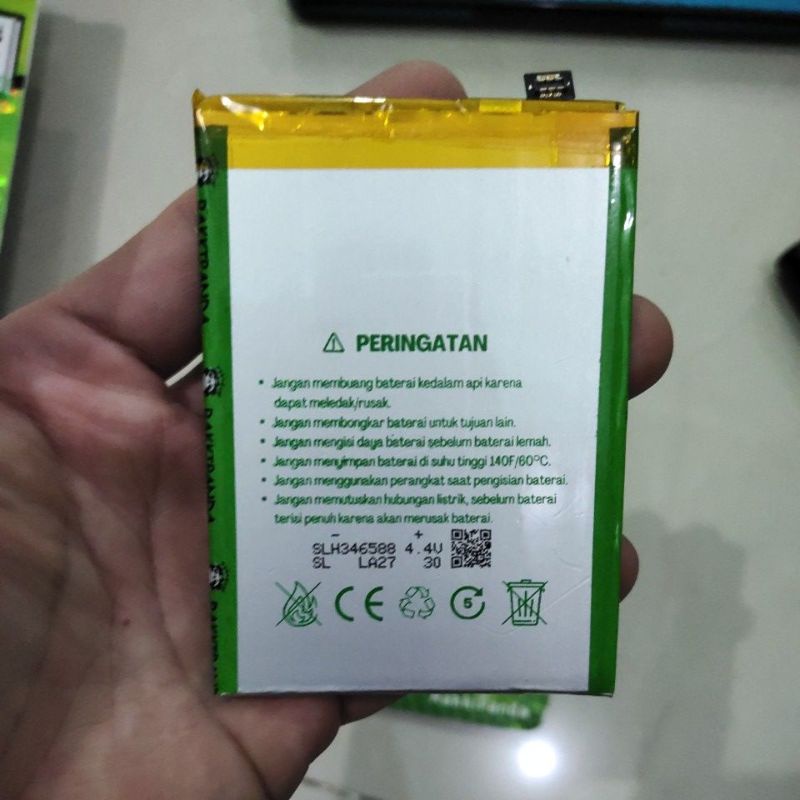 PERINGATAN
• Jangan membuang baterai kedalam api karena
dapat meledak/rusak.
• Jangan membongkar baterai untuk tujuan lain.
• Jangan mengisi daya baterai sebelum baterai lemah.
• Jangan menyimpan baterai di suhu tinggi 140F/60°C.
• Jangan menggunakan perangkat saat pengisian baterai.
• Jangan memutuskan hubungan listrik, sebelum baterai
terisi penuh karena akan merusak baterai.
- +
SLH346588 4.4V
SL LA27 30
CE
5
RAKKIPANDA
RAKKIPANDA
Rakkipanda